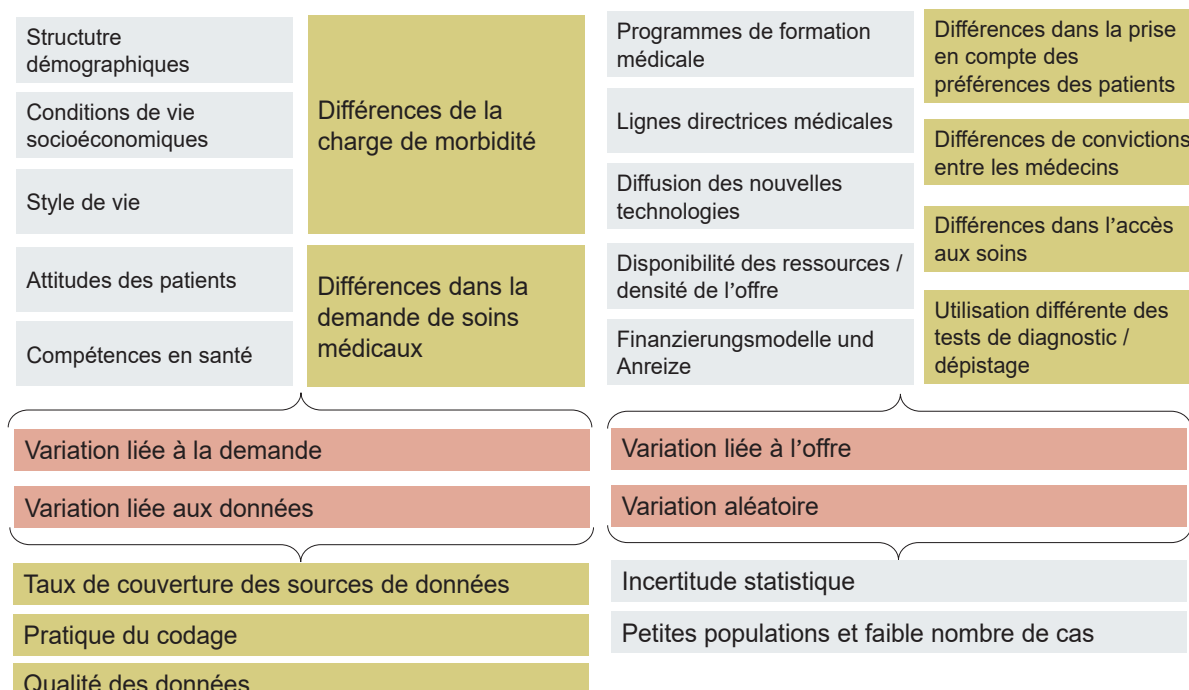 Structutre
démographiques
Conditions de vie
socioéconomiques
Style de vie
Attitudes des patients
Compétences en santé
Différences de la
charge de morbidité
Différences dans la
demande de soins
médicaux
Programmes de formation
médicale
Lignes directrices médicales
Diffusion des nouvelles
technologies
Disponibilité des ressources /
densité de l’offre
Finanzierungsmodelle und
Anreize
Différences dans la prise
en compte des
préférences des patients
Différences de convictions
entre les médecins
Différences dans l’accès
aux soins
Utilisation différente des
tests de diagnostic /
dépistage
Variation liée à la demande
Variation liée aux données
Variation liée à l’offre
Variation aléatoire
Taux de couverture des sources de données
Pratique du codage
Qualité des données
Incertitude statistique
Petites populations et faible nombre de cas